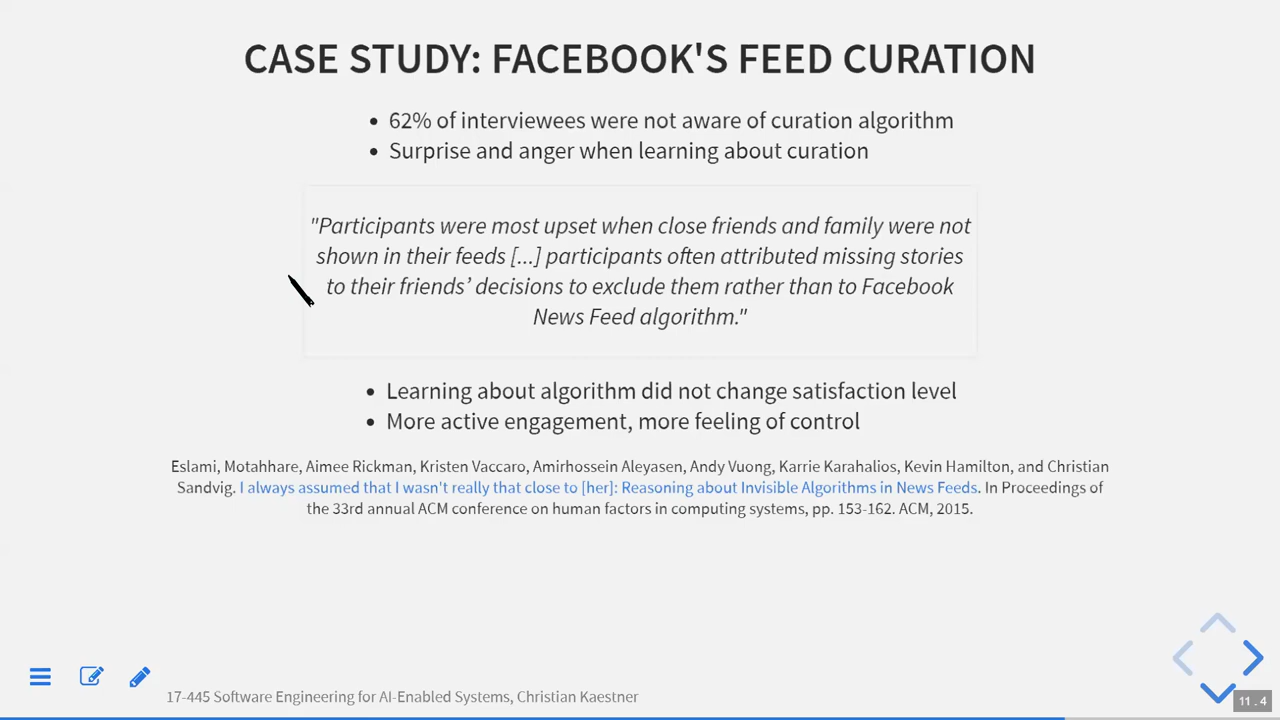 CASE STUDY: FACEBOOK'S FEED CURATION
• 62% of interviewees were not aware of curation algorithm
• Surprise and anger when learning about curation
"Participants were most upset when close friends and family were not
shown in their feeds [...] participants often attributed missing stories
to their friends’ decisions to exclude them rather than to Facebook
News Feed algorithm."
• Learning about algorithm did not change satisfaction level
• More active engagement, more feeling of control
Eslami, Motahhare, Aimee Rickman, Kristen Vaccaro, Amirhossein Aleyasen, Andy Vuong, Karrie Karahalios, Kevin Hamilton, and Christian
Sandvig. I always assumed that I wasn't really that close to [her]: Reasoning about Invisible Algorithms in News Feeds. In Proceedings of
the 33rd annual ACM conference on human factors in computing systems, pp. 153-162. ACM, 2015.
17-445 Software Engineering for AI-Enabled Systems, Christian Kaestner
11.4